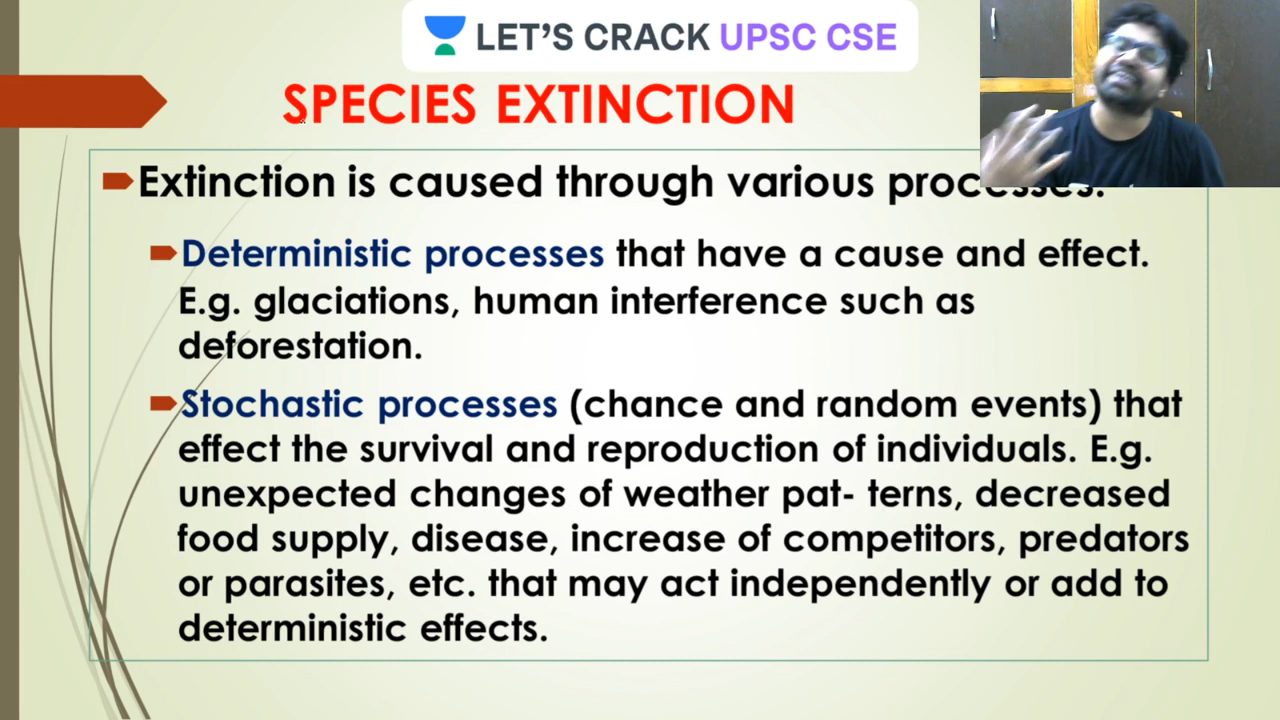 LET'S CRACK UPSC CSE
SPECIES EXTINCTION
Extinction is caused through various processes.
Deterministic processes that have a cause and effect.
E.g. glaciations, human interference such as
deforestation.
Stochastic processes (chance and random events) that
effect the survival and reproduction of individuals. E.g.
unexpected changes of weather pat- terns, decreased
food supply, disease, increase of competitors, predators
or parasites, etc. that may act independently or add to
deterministic effects.